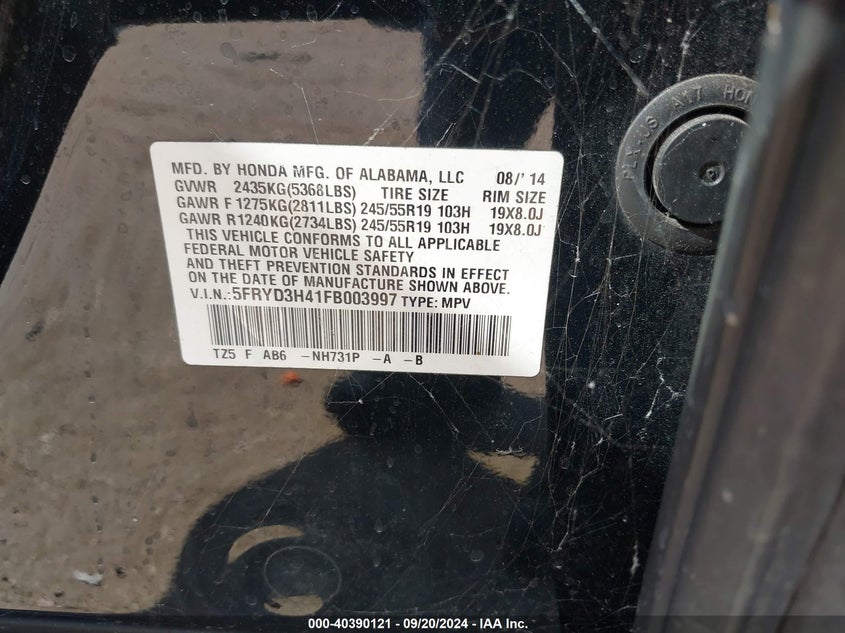 MFD. BY HONDA MFG. OF ALABAMA, LLC 08/' 14
GVWR 2435KG(5368LBS) TIRE SIZE RIM SIZE
GAWR F 1275KG(2811LBS) 245/55R19 103H 19X8.0J
GAWR R1240KG(2734LBS) 245/55R19 103H 19X8.0J
THIS VEHICLE CONFORMS TO ALL APPLICABLE
FEDERAL MOTOR VEHICLE SAFETY
AND THEFT PREVENTION STANDARDS IN EFFECT
ON THE DATE OF MANUFACTURE SHOWN ABOVE.
V.I.N.:5FRYD3H41FB003997 TYPE: MPV
TZ5 F AB6 -NH731P -A -B
000-40390121 - 09/20/2024 - IAA Inc.